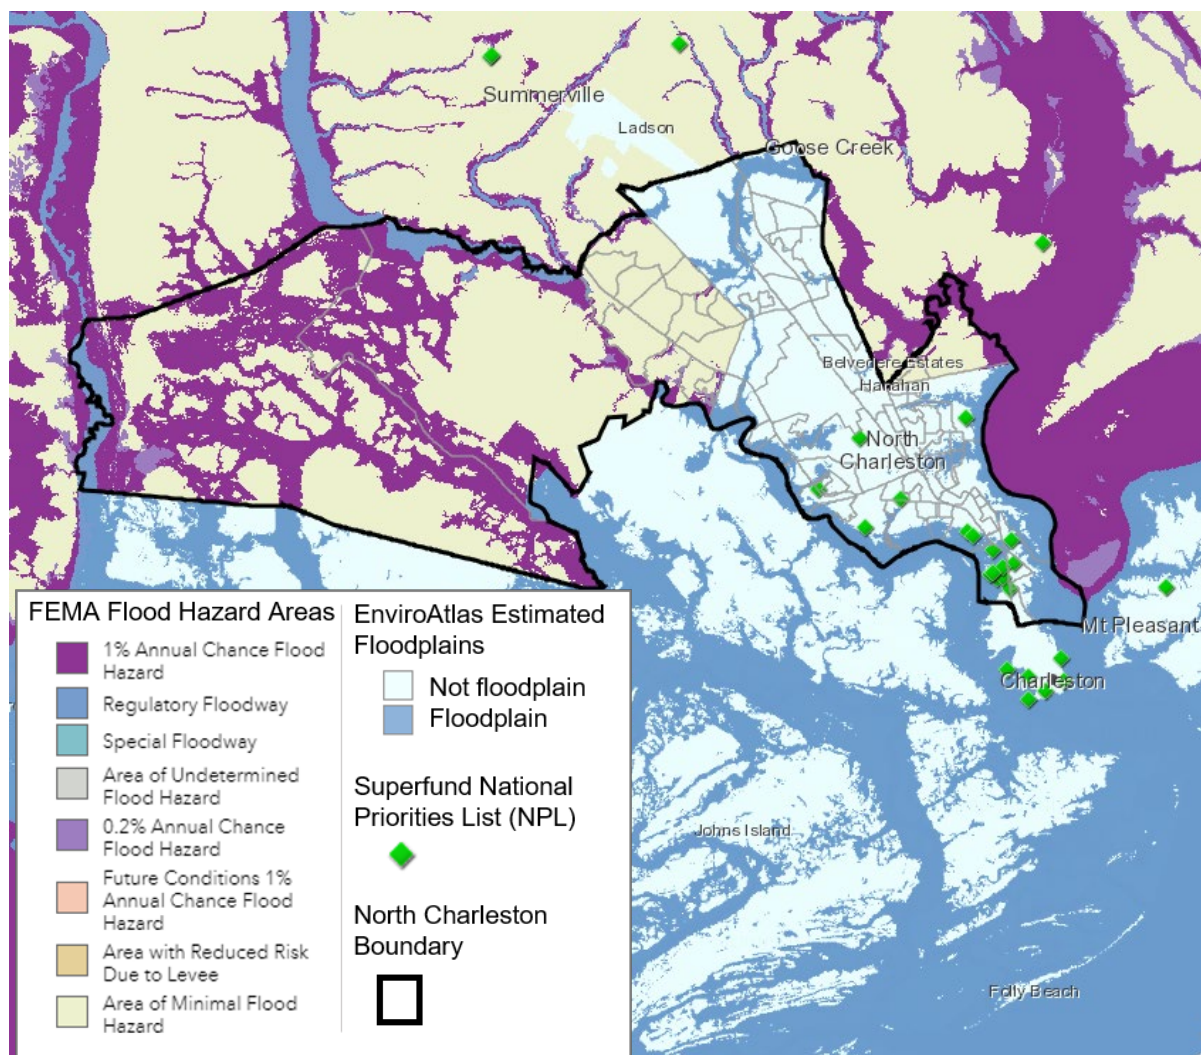 Summerville
Ladson
Goose Creek
Belvedere Estates
Hanahan
North
Charleston
Mt Pleasant
Charleston
Johns Island
Folly Beach
FEMA Flood Hazard Areas
1% Annual Chance Flood
Hazard
Regulatory Floodway
Special Floodway
Area of Undetermined
Flood Hazard
0.2% Annual Chance
Flood Hazard
Future Conditions 1%
Annual Chance Flood
Hazard
Area with Reduced Risk
Due to Levee
Area of Minimal Flood
Hazard
EnviroAtlas Estimated
Floodplains
Not floodplain
Floodplain
Superfund National
Priorities List (NPL)
North Charleston
Boundary